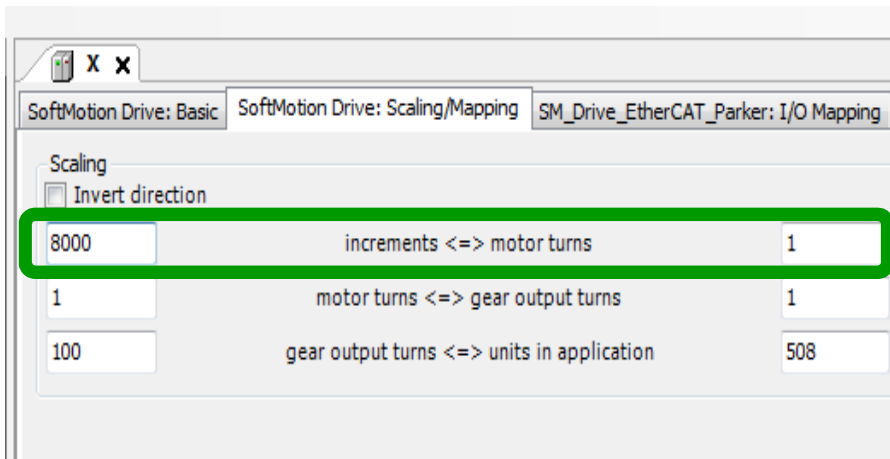 X x
SoftMotion Drive: Basic SoftMotion Drive: Scaling/Mapping SM_Drive_EtherCAT_Parker: I/O Mapping
Scaling
Invert direction
8000 increments <=> motor turns 1
1 motor turns <=> gear output turns 1
100 gear output turns <=> units in application 508